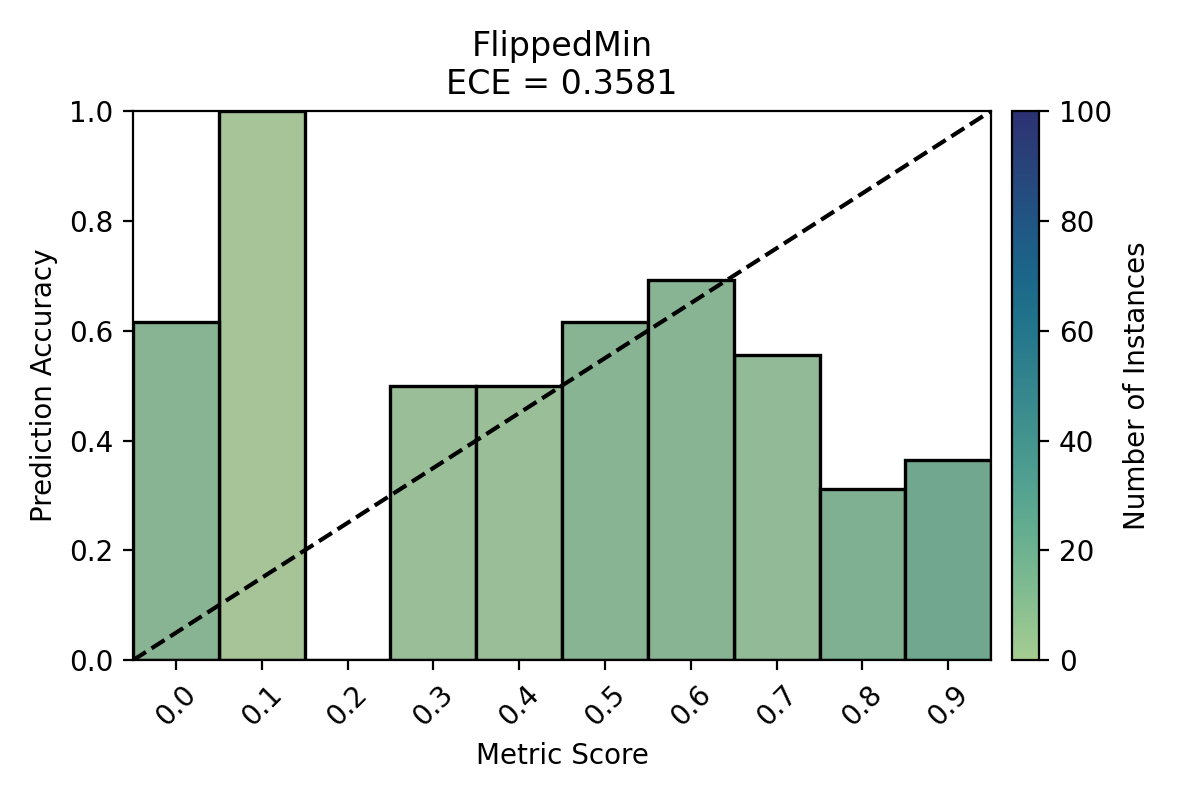 FlippedMin
ECE = 0.3581
Prediction Accuracy
1.0
0.8
0.6
0.4
0.2
0.0
0.0 0.1 0.2 0.3 0.4 0.5 0.6 0.7 0.8 0.9
Metric Score
100
80
60
40
20
0
Number of Instances